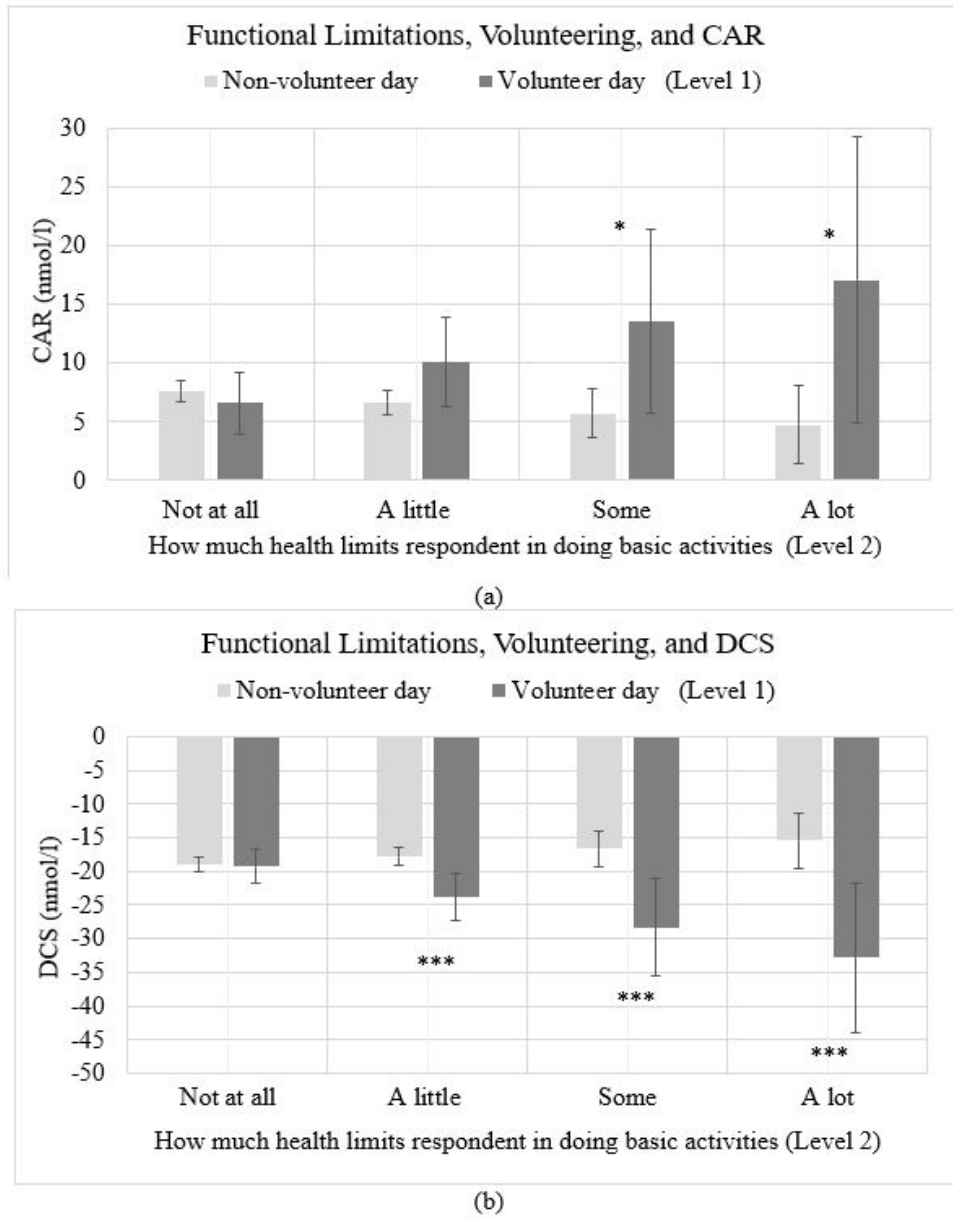 Functional Limitations, Volunteering, and CAR
Non-volunteer day Volunteer day (Level 1)
30
25
20
15
10
5
0
CAR (nmol/l)
*
*
Not at all A little Some A lot
How much health limits respondent in doing basic activities (Level 2)
(a)
Functional Limitations, Volunteering, and DCS
Non-volunteer day Volunteer day (Level 1)
0
-5
-10
-15
-20
-25
-30
-35
-40
-45
-50
DCS (nmol/l)
***
***
***
Not at all A little Some A lot
How much health limits respondent in doing basic activities (Level 2)
(b)